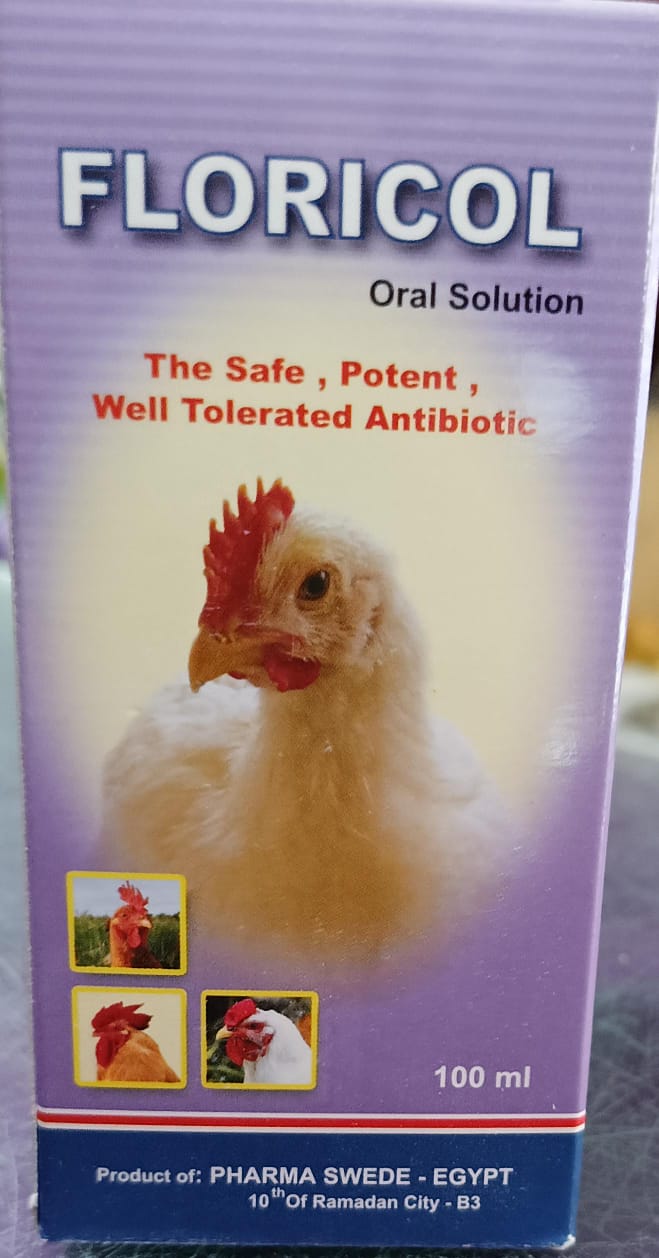 FLORICOL
Oral Solution
The Safe , Potent ,
Well Tolerated Antibiotic
100 ml
Product of: PHARMA SWEDE - EGYPT
10th Of Ramadan City - B3